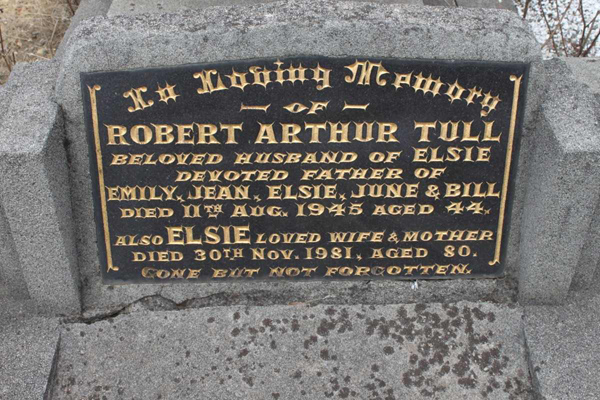 In Loving Memory
— OF —
ROBERT ARTHUR TULL
BELOVED HUSBAND OF ELSIE
DEVOTED FATHER OF
EMILY, JEAN, ELSIE, JUNE & BILL
DIED 11TH AUG. 1945 AGED 44.
ALSO ELSIE LOVED WIFE & MOTHER
DIED 30TH NOV. 1981, AGED 80.
GONE BUT NOT FORGOTTEN.